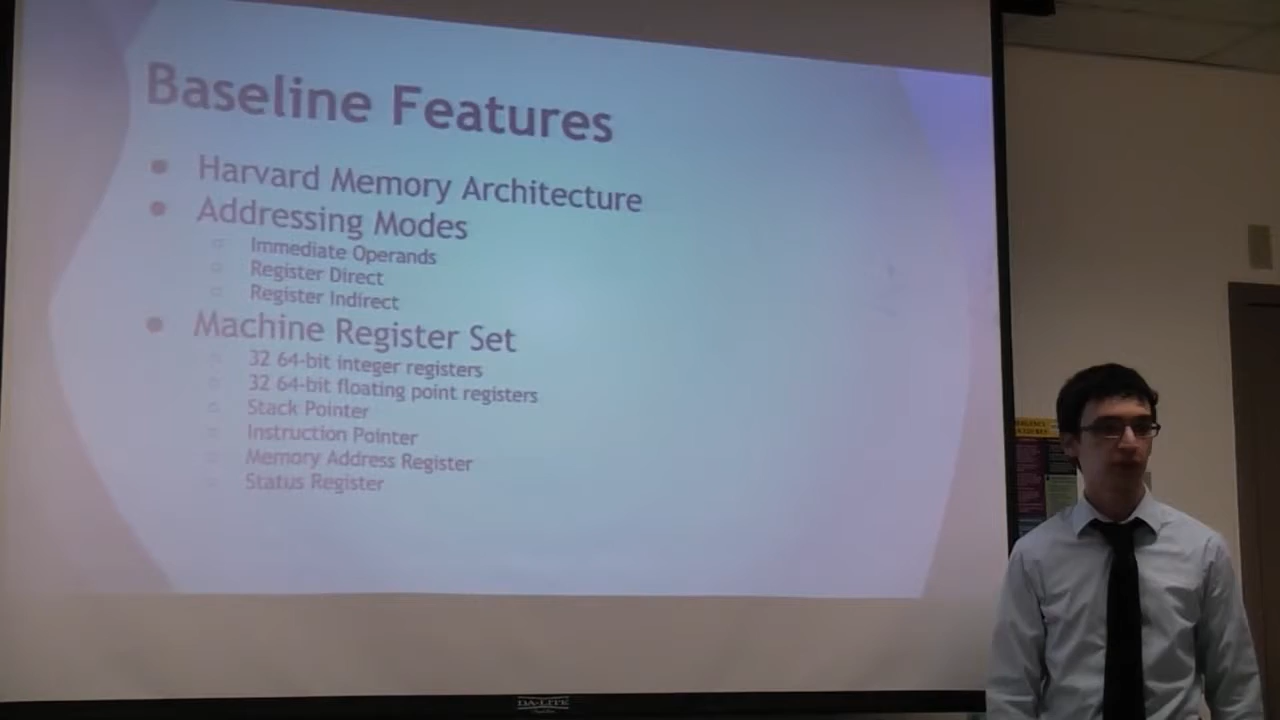 Baseline Features
Harvard Memory Architecture
Addressing Modes
Immediate Operands
Register Direct
Register Indirect
Machine Register Set
32 64-bit integer registers
32 64-bit floating point registers
Stack Pointer
Instruction Pointer
Memory Address Register
Status Register
DA-LITE